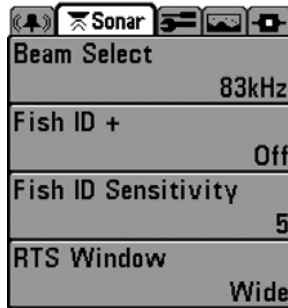 Sonar
Beam Select
83kHz
Fish ID +
Off
Fish ID Sensitivity
5
RTS Window
Wide